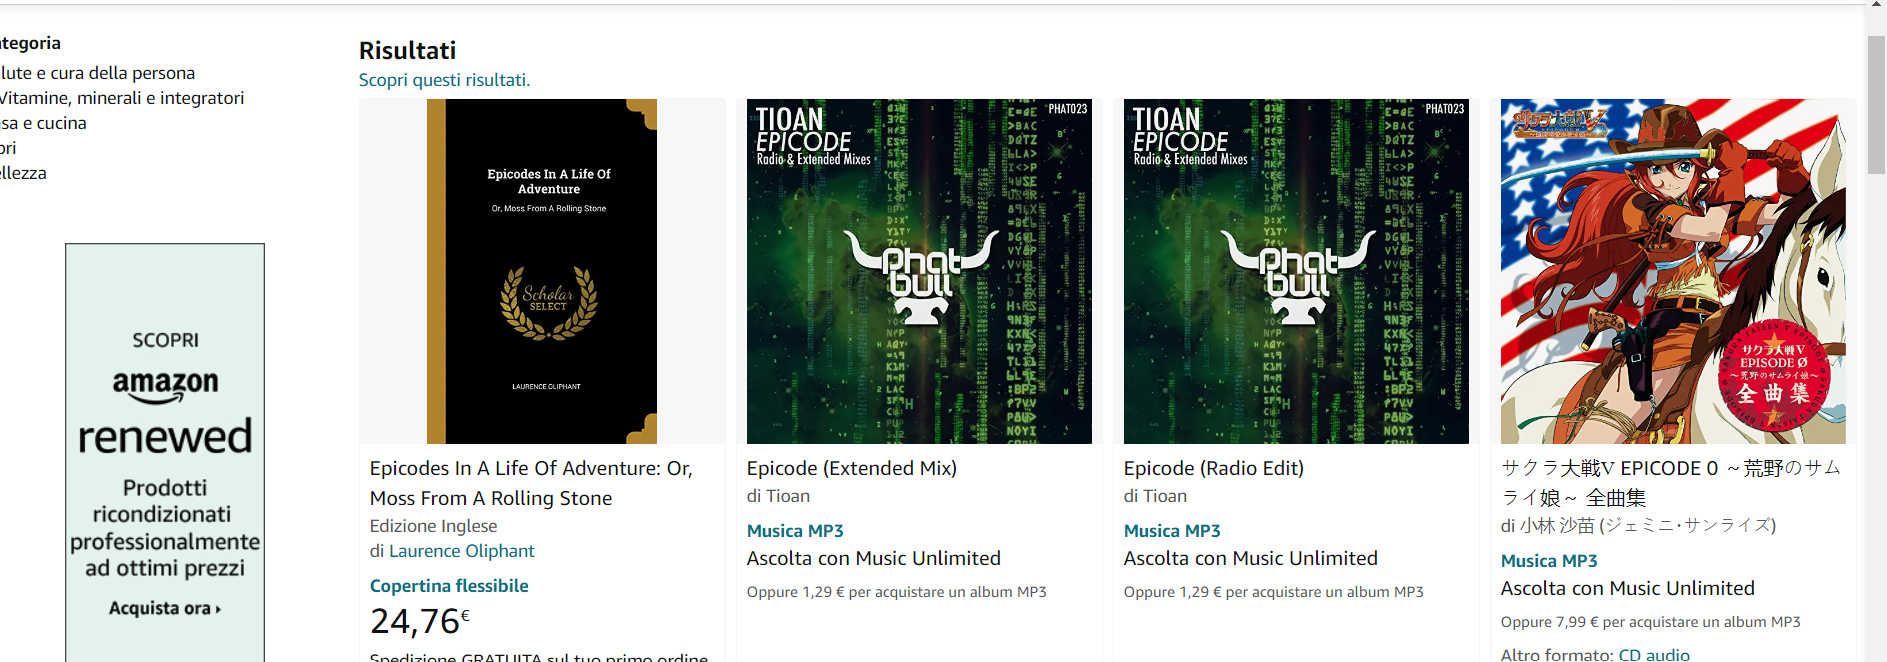 ategoria
lute e cura della persona
Vitamine, minerali e integratori
sa e cucina
bri
ellezza
SCOPRI
amazon
renewed
Prodotti
ricondizionati
professionalmente
ad ottimi prezzi
Acquista ora ›
Risultati
Scopri questi risultati.
Epicodes In A Life Of
Adventure
Or, Moss From A Rolling Stone
Scholar
SELECT
LAURENCE OLIPHANT
Epicodes In A Life Of Adventure: Or,
Moss From A Rolling Stone
Edizione Inglese
di Laurence Oliphant
Copertina flessibile
24,76€
Spedizione GRATUITA sul tuo primo ordine
TIOAN
EPICODE
Radio & Extended Mixes
PHAT023
Phat
bull
Epicode (Extended Mix)
di Tioan
Musica MP3
Ascolta con Music Unlimited
Oppure 1,29 € per acquistare un album MP3
TIOAN
EPICODE
Radio & Extended Mixes
PHAT023
Phat
bull
Epicode (Radio Edit)
di Tioan
Musica MP3
Ascolta con Music Unlimited
Oppure 1,29 € per acquistare un album MP3
サクラ大戦V
サクラ大戦V
EPISODE Ø
～荒野のサムライ娘～
全曲集
サクラ大戦V EPICODE 0 ～荒野のサム
ライ娘～ 全曲集
di 小林 沙苗 (ジェミニ･サンライズ)
Musica MP3
Ascolta con Music Unlimited
Oppure 7,99 € per acquistare un album MP3
Altro formato: CD audio